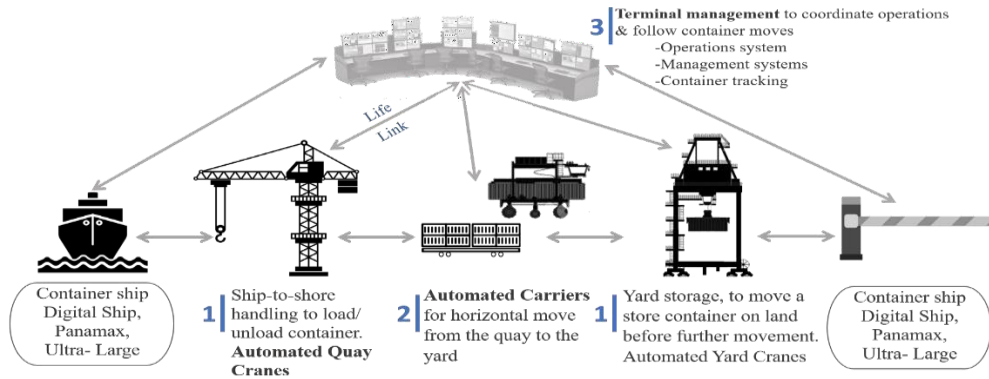 3 Terminal management to coordinate operations
& follow container moves
-Operations system
-Management systems
-Container tracking
Life
Link
Container ship
Digital Ship,
Panamax,
Ultra- Large
1 Ship-to-shore
handling to load/
unload container.
Automated Quay
Cranes
2 Automated Carriers
for horizontal move
from the quay to the
yard
1 Yard storage, to move a
store container on land
before further movement.
Automated Yard Cranes
Container ship
Digital Ship,
Panamax,
Ultra- Large